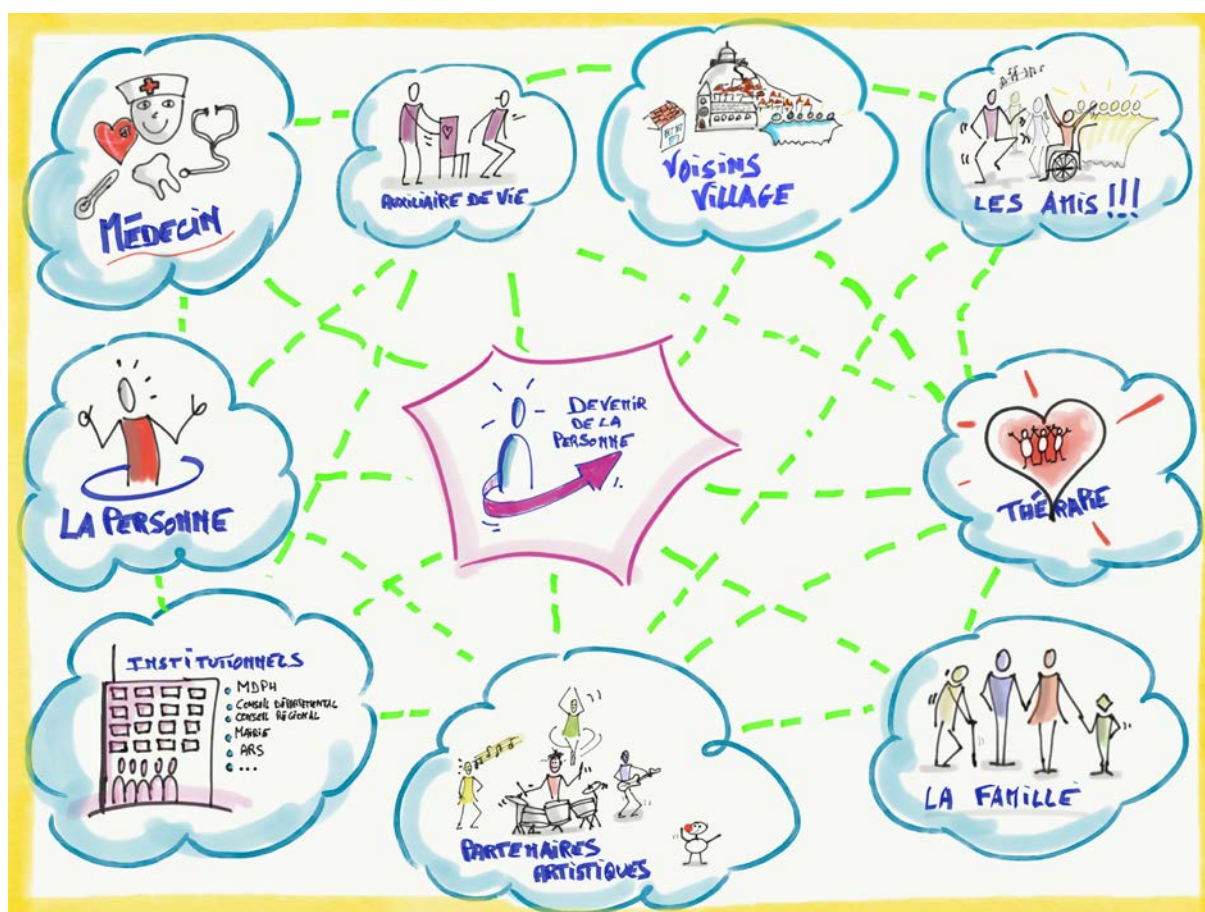 MÉDECIN
AUXILIAIRE DE VIE
VOISINS
VILLAGE
LES AMIS!!!
LA PERSONNE
DEVENIR
DE LA
PERSONNE
THÉRAPIE
INSTITUTIONNELS
MDPH
CONSEIL DÉPARTEMENTAL
CONSEIL RÉGIONAL
MAIRIE
ARS
...
PARTENAIRES
ARTISTIQUES
LA FAMILLE